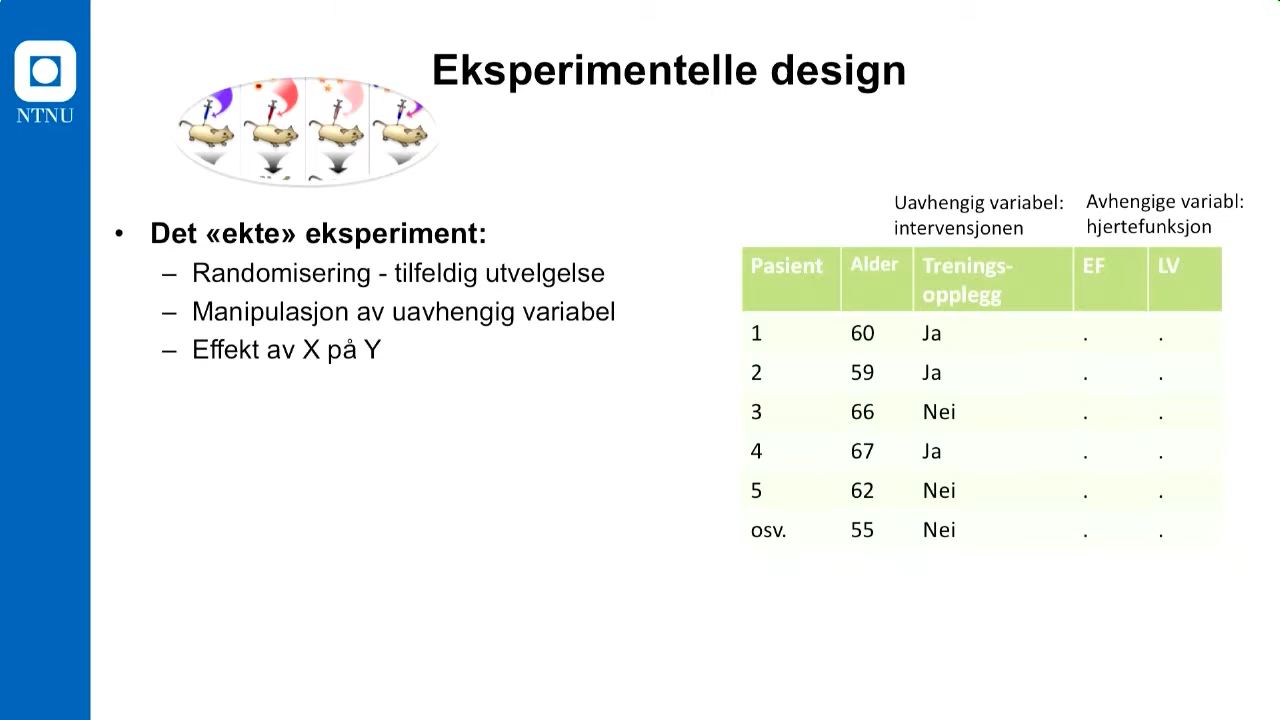 Eksperimentelle design
NTNU
• Det «ekte» eksperiment:
– Randomisering - tilfeldig utvelgelse
– Manipulasjon av uavhengig variabel
– Effekt av X på Y
Uavhengig variabel:
intervensjonen
Avhengige variabl:
hjertefunksjon
Pasient Alder Trenings- EF LV
opplegg
1 60 Ja . .
2 59 Ja . .
3 66 Nei . .
4 67 Ja . .
5 62 Nei . .
osv. 55 Nei . .